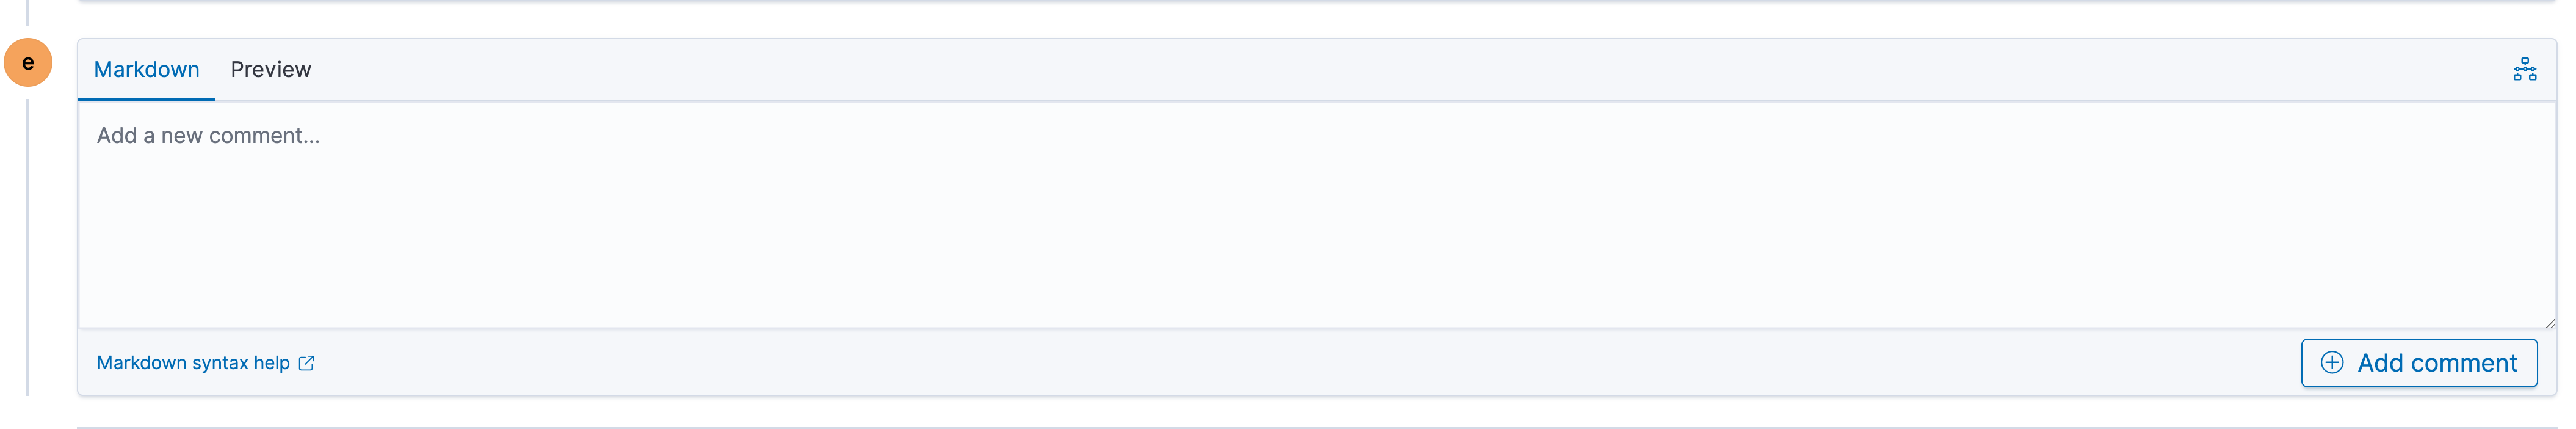 e
Markdown Preview
Add a new comment...
Markdown syntax help
Add comment